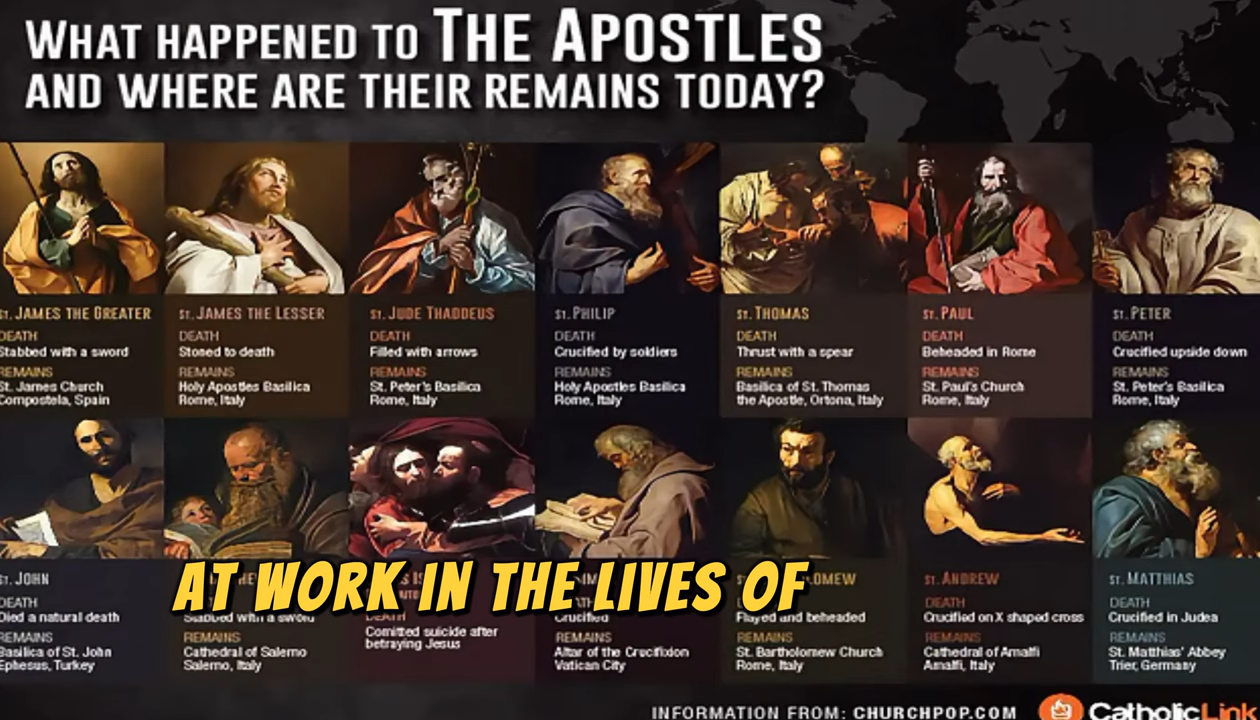 WHAT HAPPENED TO THE APOSTLES
AND WHERE ARE THEIR REMAINS TODAY?
ST. JAMES THE GREATER
DEATH
Stabbed with a sword
REMAINS
St. James Church
Compostela, Spain
ST. JAMES THE LESSER
DEATH
Stoned to death
REMAINS
Holy Apostles Basilica
Rome, Italy
ST. JUDE THADDEUS
DEATH
Filled with arrows
REMAINS
St. Peter's Basilica
Rome, Italy
ST. PHILIP
DEATH
Crucified by soldiers
REMAINS
Holy Apostles Basilica
Rome, Italy
ST. THOMAS
DEATH
Thrust with a spear
REMAINS
Basilica of St. Thomas
the Apostle, Ortona, Italy
ST. PAUL
DEATH
Beheaded in Rome
REMAINS
St. Paul's Church
Rome, Italy
ST. PETER
DEATH
Crucified upside down
REMAINS
St. Peter's Basilica
Rome, Italy
ST. JOHN
DEATH
Died a natural death
REMAINS
Basilica of St. John
Ephesus, Turkey
Stabbed with a sword
REMAINS
Cathedral of Salerno
Salerno, Italy
DEATH
Comitted suicide after
betraying Jesus
Crucified
REMAINS
Altar of the Crucifixion
Vatican City
Flayed and beheaded
REMAINS
St. Bartholomew Church
Rome, Italy
ST. ANDREW
DEATH
Crucified on X shaped cross
REMAINS
Cathedral of Amalfi
Amalfi, Italy
ST. MATTHIAS
DEATH
Crucified in Judea
REMAINS
St. Matthias' Abbey
Trier, Germany
AT WORK IN THE LIVES OF
INFORMATION FROM: CHURCHPOP.COM
CatholicLink